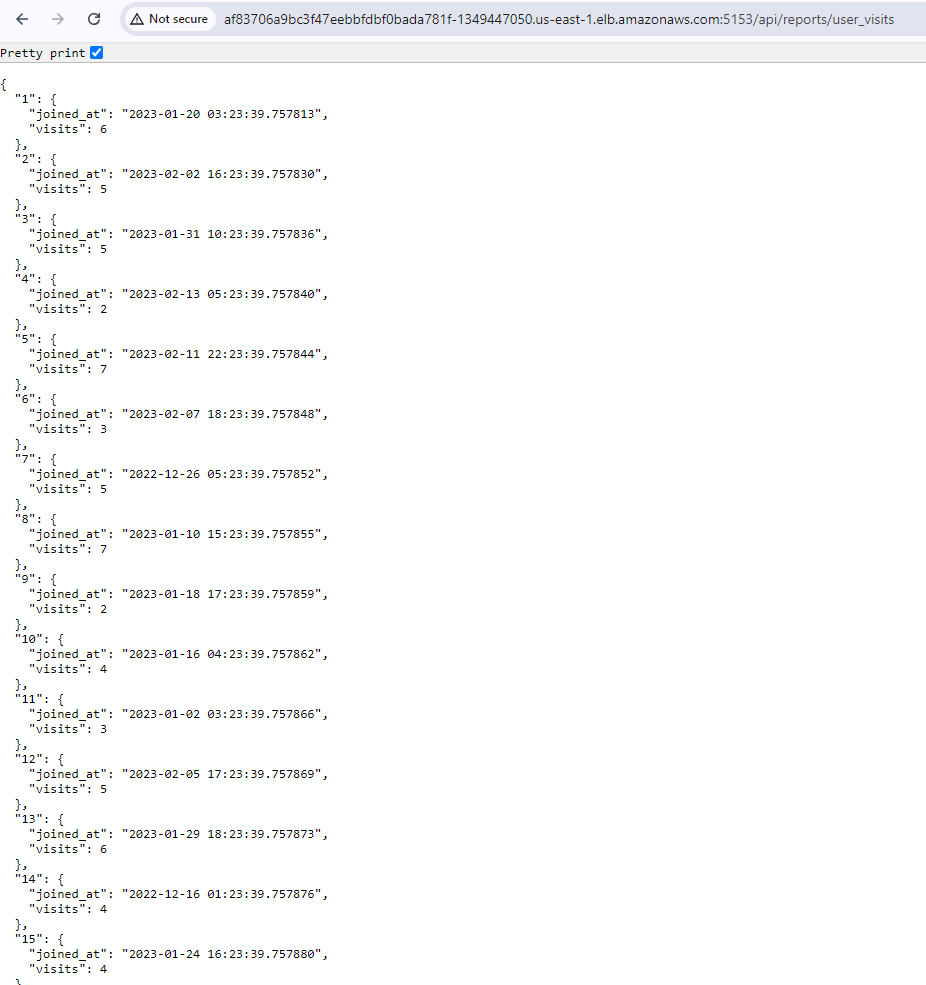 Not secure af83706a9bc3f47eebbfdbf0bada781f-1349447050.us-east-1.elb.amazonaws.com:5153/api/reports/user_visits
Pretty print
{
  "1": {
    "joined_at": "2023-01-20 03:23:39.757813",
    "visits": 6
  },
  "2": {
    "joined_at": "2023-02-02 16:23:39.757830",
    "visits": 5
  },
  "3": {
    "joined_at": "2023-01-31 10:23:39.757836",
    "visits": 5
  },
  "4": {
    "joined_at": "2023-02-13 05:23:39.757840",
    "visits": 2
  },
  "5": {
    "joined_at": "2023-02-11 22:23:39.757844",
    "visits": 7
  },
  "6": {
    "joined_at": "2023-02-07 18:23:39.757848",
    "visits": 3
  },
  "7": {
    "joined_at": "2022-12-26 05:23:39.757852",
    "visits": 5
  },
  "8": {
    "joined_at": "2023-01-10 15:23:39.757855",
    "visits": 7
  },
  "9": {
    "joined_at": "2023-01-18 17:23:39.757859",
    "visits": 2
  },
  "10": {
    "joined_at": "2023-01-16 04:23:39.757862",
    "visits": 4
  },
  "11": {
    "joined_at": "2023-01-02 03:23:39.757866",
    "visits": 3
  },
  "12": {
    "joined_at": "2023-02-05 17:23:39.757869",
    "visits": 5
  },
  "13": {
    "joined_at": "2023-01-29 18:23:39.757873",
    "visits": 6
  },
  "14": {
    "joined_at": "2022-12-16 01:23:39.757876",
    "visits": 4
  },
  "15": {
    "joined_at": "2023-01-24 16:23:39.757880",
    "visits": 4
  }